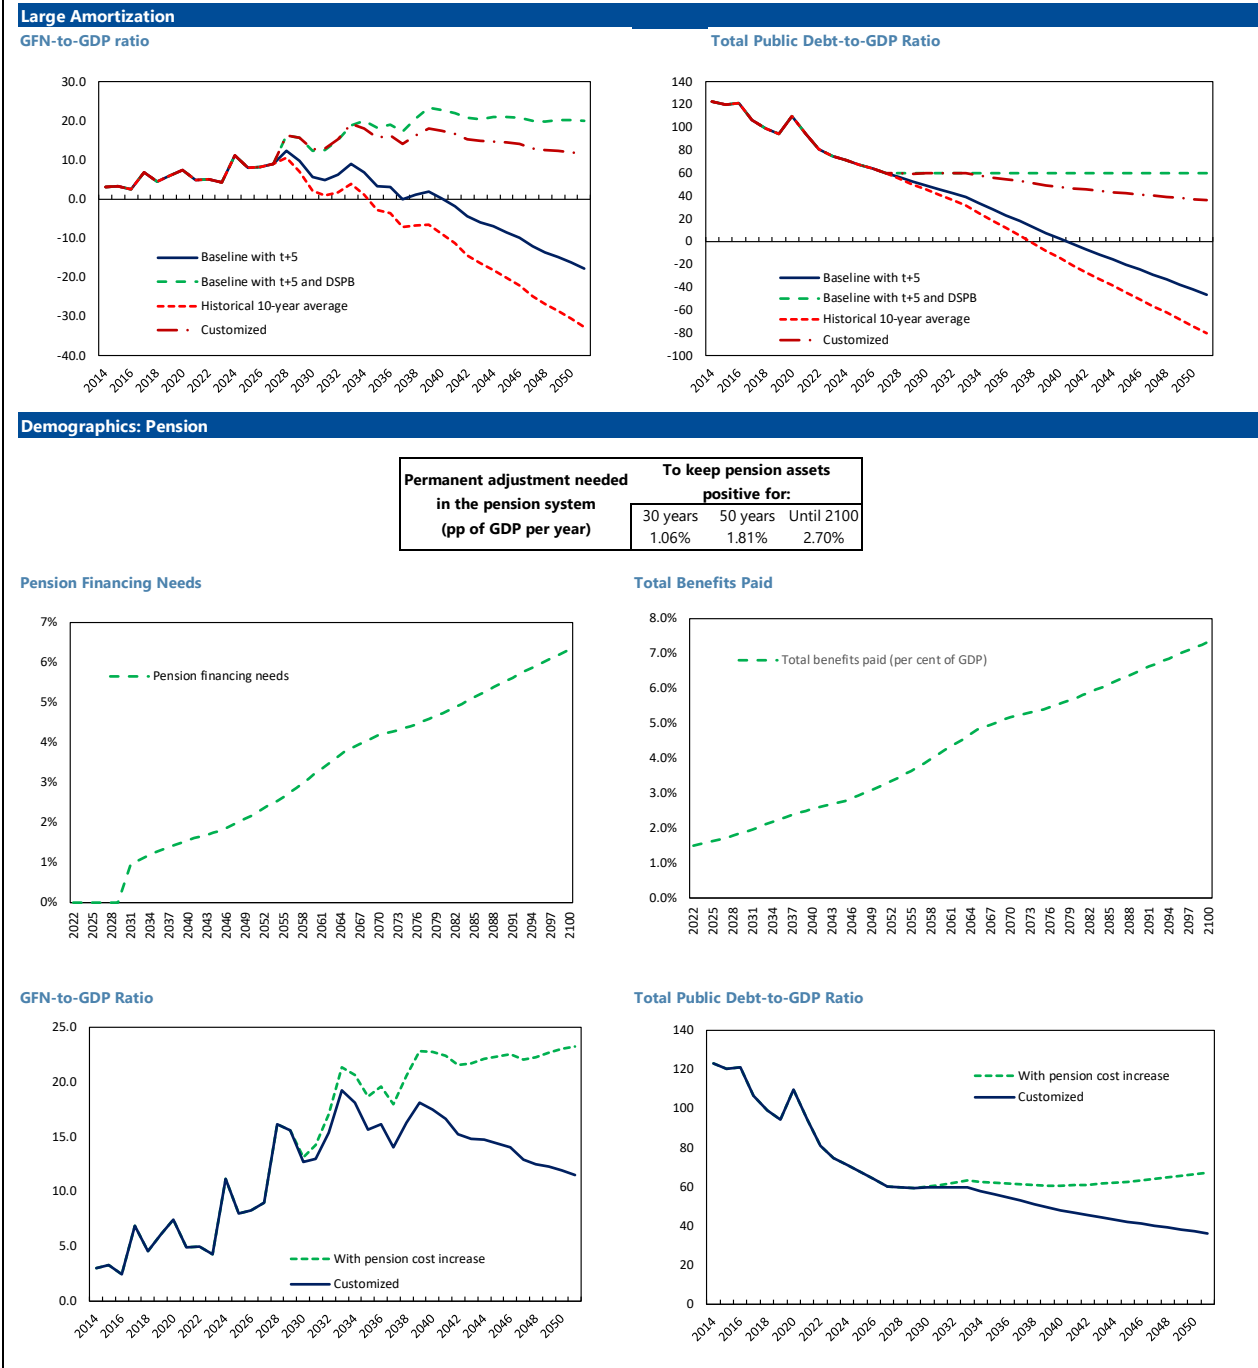 Large Amortization
GFN-to-GDP ratio
30.0
20.0
10.0
0.0
-10.0
-20.0
-30.0
-40.0
Baseline with t+5
Baseline with t+5 and DSPB
Historical 10-year average
Customized
2014 2016 2018 2020 2022 2024 2026 2028 2030 2032 2034 2036 2038 2040 2042 2044 2046 2048 2050
Total Public Debt-to-GDP Ratio
140
120
100
80
60
40
20
0
-20
-40
-60
-80
-100
Baseline with t+5
Baseline with t+5 and DSPB
Historical 10-year average
Customized
2014 2016 2018 2020 2022 2024 2026 2028 2030 2032 2034 2036 2038 2040 2042 2044 2046 2048 2050
Demographics: Pension
Permanent adjustment needed
in the pension system
(pp of GDP per year)
To keep pension assets
positive for:
30 years 50 years Until 2100
1.06% 1.81% 2.70%
Pension Financing Needs
7%
6%
5%
4%
3%
2%
1%
0%
Pension financing needs
2022 2025 2028 2031 2034 2037 2040 2043 2046 2049 2052 2055 2058 2061 2064 2067 2070 2073 2076 2079 2082 2085 2088 2091 2094 2097 2100
Total Benefits Paid
8.0%
7.0%
6.0%
5.0%
4.0%
3.0%
2.0%
1.0%
0.0%
Total benefits paid (per cent of GDP)
2022 2025 2028 2031 2034 2037 2040 2043 2046 2049 2052 2055 2058 2061 2064 2067 2070 2073 2076 2079 2082 2085 2088 2091 2094 2097 2100
GFN-to-GDP Ratio
25.0
20.0
15.0
10.0
5.0
0.0
With pension cost increase
Customized
2014 2016 2018 2020 2022 2024 2026 2028 2030 2032 2034 2036 2038 2040 2042 2044 2046 2048 2050
Total Public Debt-to-GDP Ratio
140
120
100
80
60
40
20
0
With pension cost increase
Customized
2014 2016 2018 2020 2022 2024 2026 2028 2030 2032 2034 2036 2038 2040 2042 2044 2046 2048 2050